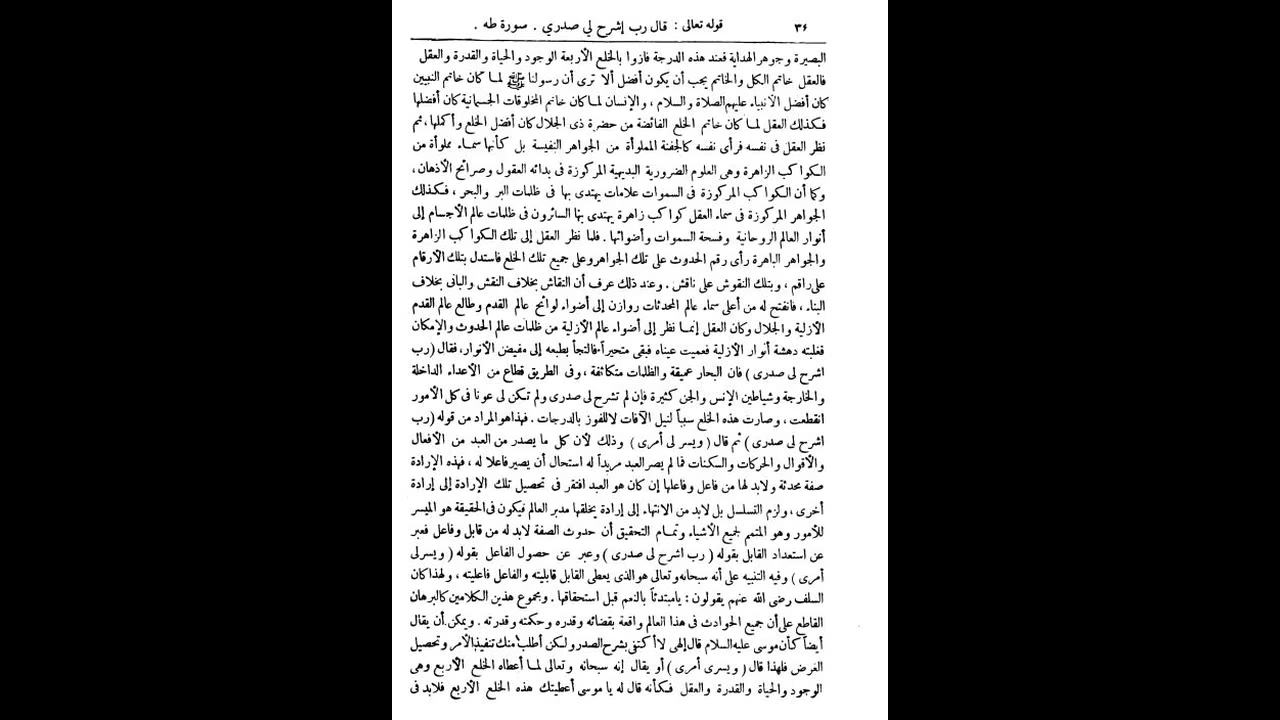 ٣٤ قوله تعالى : قال رب إشرح لي صدري . سورة طه .
البصيرة وجوهر الهداية فعند هذه الدرجة فازوا بالخلع الأربعة الوجود والحياة والقدرة والعقل
فالعقل خاتم الكل والخاتم يجب أن يكون أفضل ألا ترى أن رسولنا ﷺ لما كان خاتم النبيين
كان أفضل الأنبياء عليهم الصلاة والسلام ، والإنسان لما كان خاتم المخلوقات الجسمانية كان أفضلها
فكذلك العقل لما كان خاتم الخلع الفائضة من حضرة ذى الجلال كان أفضل الخلع وأكملها ، ثم
نظر العقل فى نفسه فرأى نفسه كالجفنة المملوأة من الجواهر النفيسة بل كأنها سماء مملوأة من
الكواكب الزاهرة وهى العلوم الضرورية البديهية المركوزة فى بدائه العقول وصرائح الأذهان ،
وكما أن الكواكب المركوزة فى السموات علامات يهتدى بها فى ظلمات البر والبحر ، فكذلك
الجواهر المركوزة فى سماء العقل كواكب زاهرة يهتدى بها السائرون فى ظلمات عالم الأجسام إلى
أنوار العالم الروحانية وفسحة السموات وأضوائها . فلما نظر العقل إلى تلك الكواكب الزاهرة
والجواهر الباهرة رأى رقم الحدوث على تلك الجواهر وعلى جميع تلك الخلع فاستدل بتلك الأرقام
على راقم ، وبتلك النقوش على ناقش . وعند ذلك عرف أن النقاش بخلاف النقش والبانى بخلاف
البناء ، فانفتح له من أعلى سماء عالم المحدثات روازن إلى أضواء لوائح عالم القدم وطالع عالم القدم
الأزلية والجلال وكان العقل إنما نظر إلى أضواء عالم الأزلية من ظلمات عالم الحدوث والإمكان
فغلبته دهشة أنوار الأزلية فعميت عيناه فبقى متحيراً فالتجأ بطبعه إلى مفيض الأنوار ، فقال ( رب
اشرح لى صدرى ) فان البحار عميقة والظلمات متكاثفة ، وفى الطريق قطاع من الأعداء الداخلة
والخارجة وشياطين الإنس والجن كثيرة فإن لم تشرح لى صدرى ولم تكن لى عونا فى كل الأمور
انقطعت ، وصارت هذه الخلع سبباً لنيل الآفات لا للفوز بالدرجات . فهذا هو المراد من قوله ( رب
اشرح لى صدرى ) ثم قال ( ويسر لى أمرى ) وذلك لأن كل ما يصدر من العبد من الأفعال
والأقوال والحركات والسكنات فما لم يصر العبد مريداً له استحال أن يصير فاعلا له ، فهذه الإرادة
صفة محدثة ولا بد لها من فاعل وفاعلها إن كان هو العبد افتقر فى تحصيل تلك الإرادة إلى إرادة
أخرى ، ولزم التسلسل بل لا بد من الانتهاء إلى إرادة يخلقها مدبر العالم فيكون فى الحقيقة هو الميسر
للأمور وهو المتمم لجميع الأشياء وتمام التحقيق أن حدوث الصفة لا بد له من قابل وفاعل فعبر
عن استعداد القابل بقوله ( رب اشرح لى صدرى ) وعبر عن حصول الفاعل بقوله ( ويسر لى
أمرى ) وفيه التنبيه على أنه سبحانه وتعالى هو الذى يعطى القابل قابليته والفاعل فاعليته ، ولهذا كان
السلف رضى الله عنهم يقولون : يا مبتدئاً بالنعم قبل استحقاقها . وبمجموع هذين الكلامين كالبرهان
القاطع على أن جميع الحوادث فى هذا العالم واقعة بقضائه وقدره وحكمته وقدرته . ويمكن أن يقال
أيضاً كأن موسى عليه السلام قال إلهى لا أكتفى بشرح الصدر ولكن أطلب منك تنفيذ الأمر وتحصيل
الغرض فلهذا قال ( ويسرى أمرى ) أو يقال إنه سبحانه وتعالى لما أعطاه الخلع الأربع وهى
الوجود والحياة والقدرة والعقل فكأنه قال له يا موسى أعطيتك هذه الخلع الأربع فلا بد فى